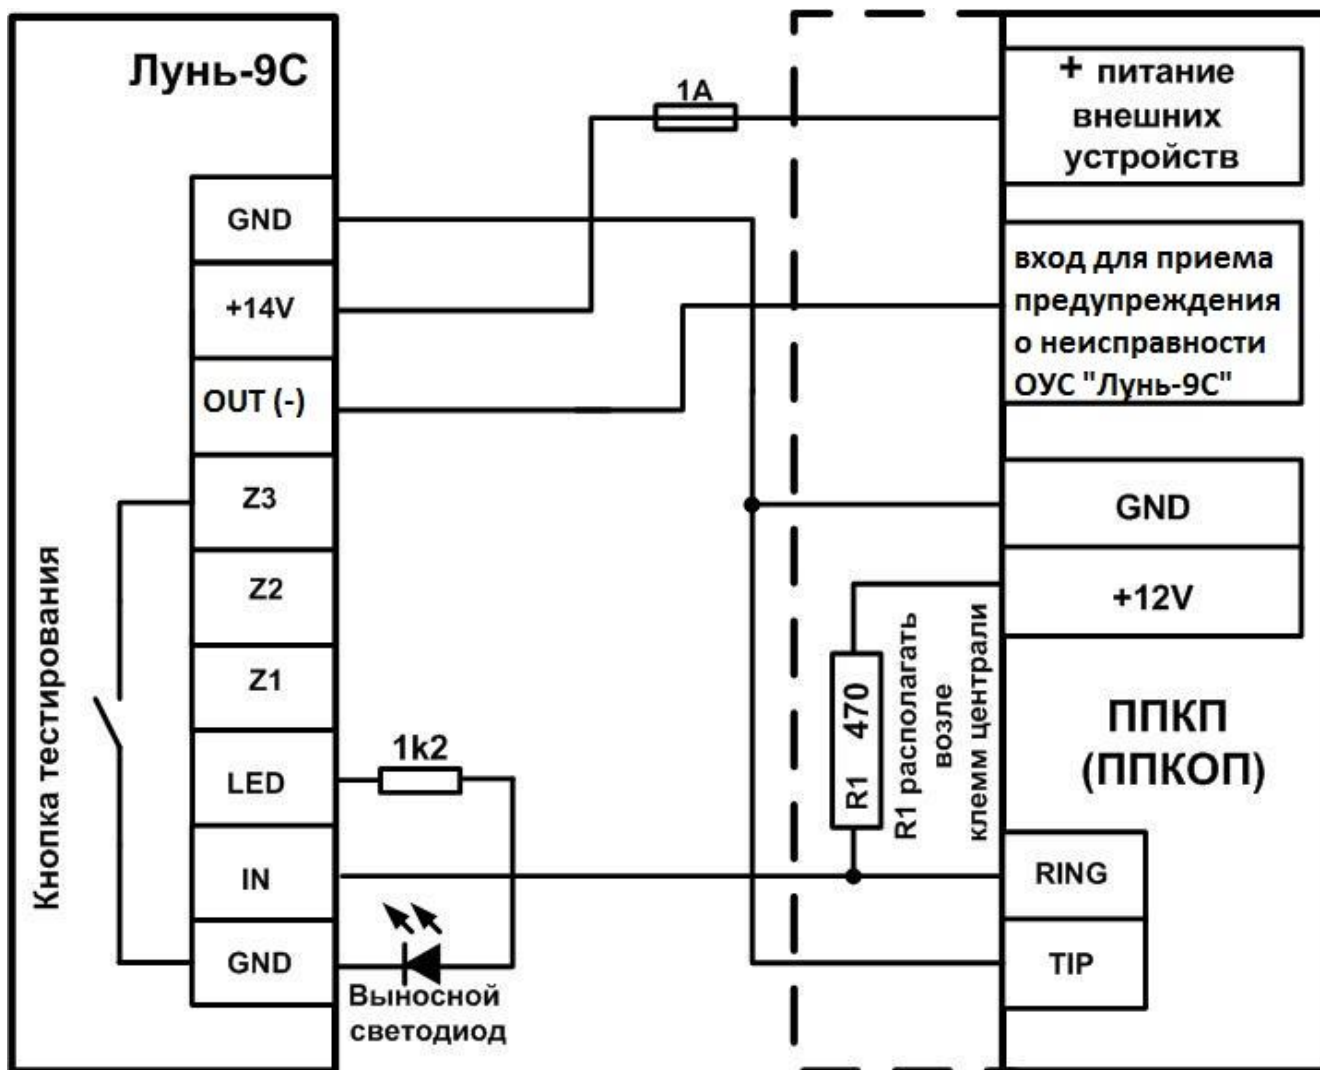 Лунь-9С
GND
+14V
OUT (-)
Z3
Z2
Z1
LED
IN
GND
Кнопка тестирования
1А
1k2
Выносной
светодиод
R1 470
R1 располагать
возле
клемм централи
+ питание
внешних
устройств
вход для приема
предупреждения
о неисправности
ОУС "Лунь-9С"
GND
+12V
ППКП
(ППКОП)
RING
TIP